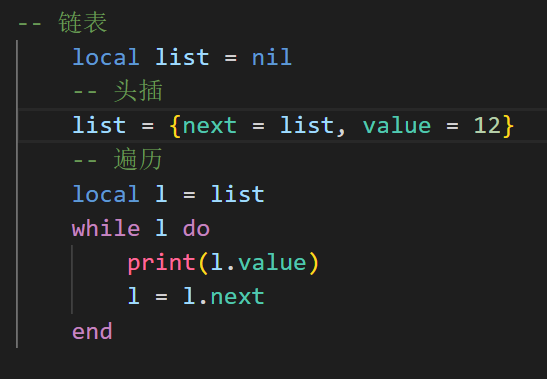 -- 链表
local list = nil
-- 头插
list = {next = list, value = 12}
-- 遍历
local l = list
while l do
print(l.value)
l = l.next
end